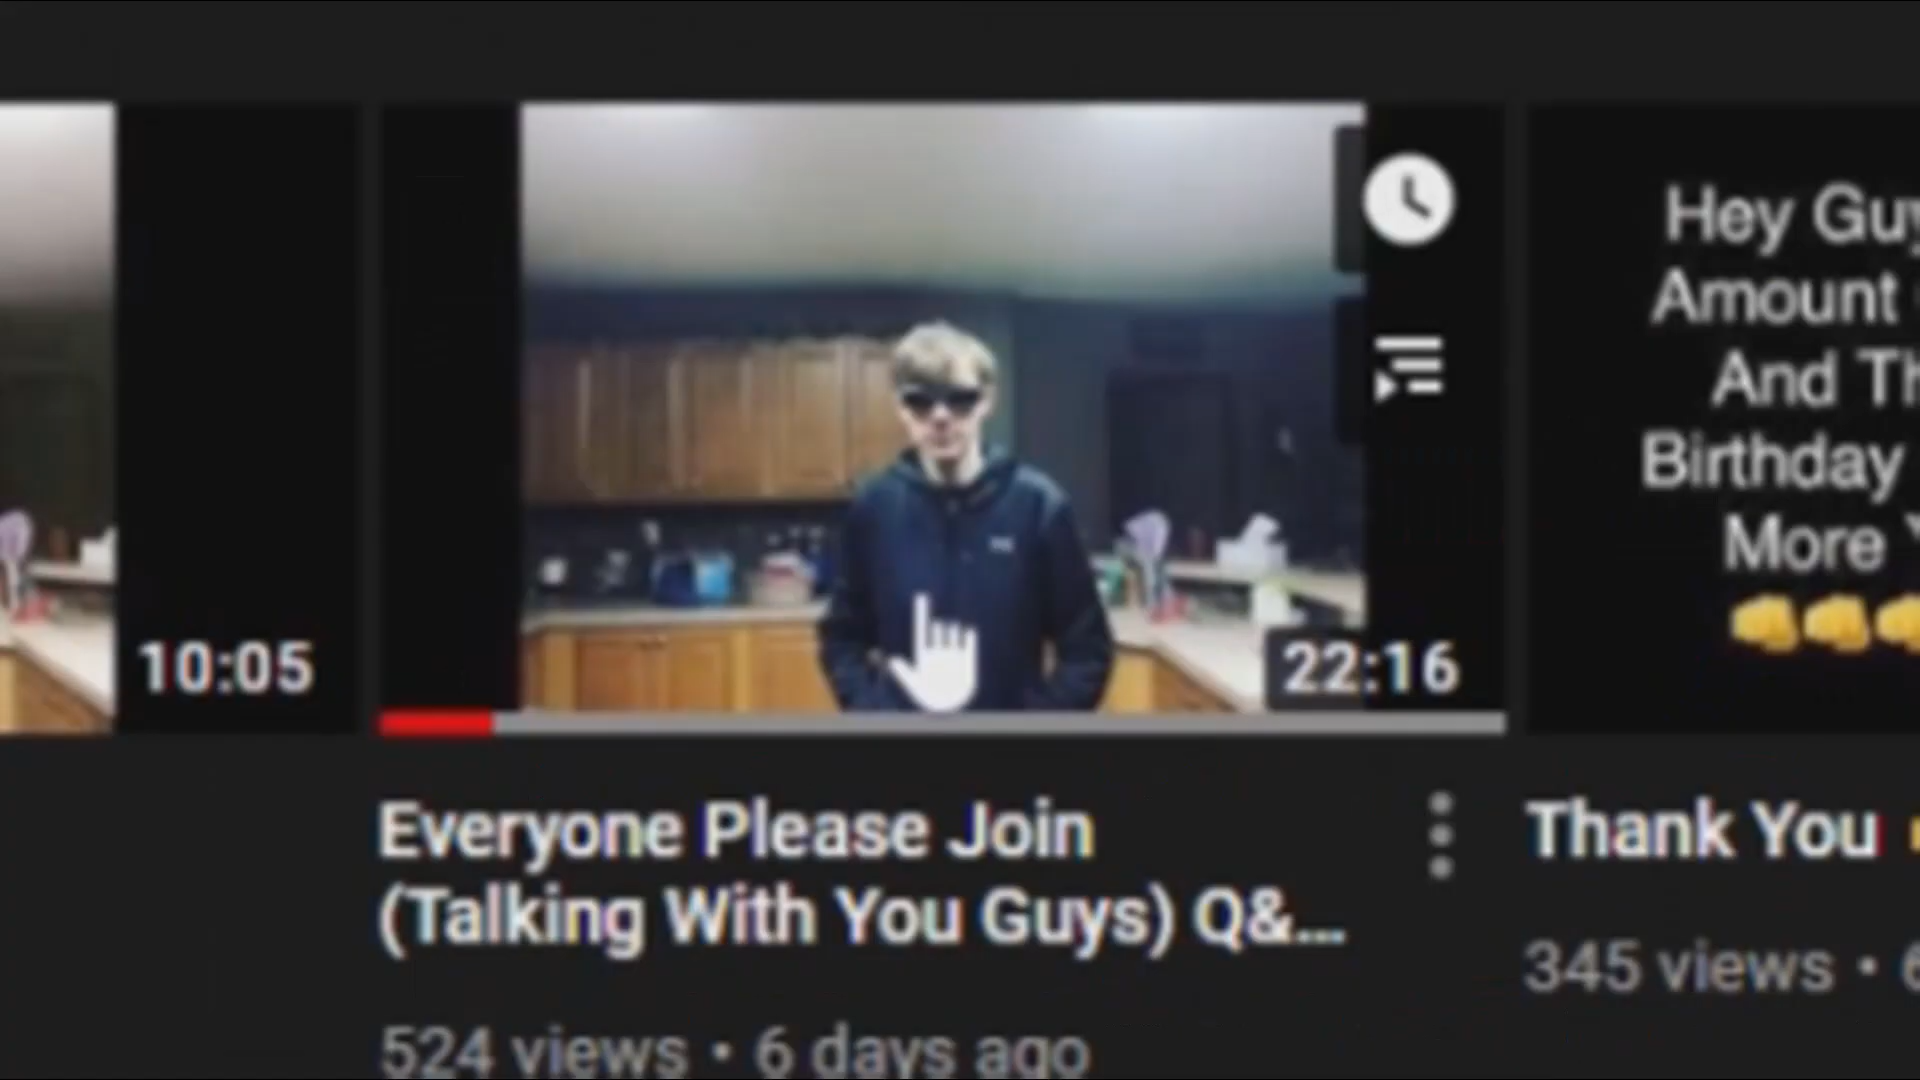 10:05
22:16
Everyone Please Join
(Talking With You Guys) Q&...
524 views • 6 days ago
Hey
Amount
And
Birthday
More
👊👊
Thank You
345 views •